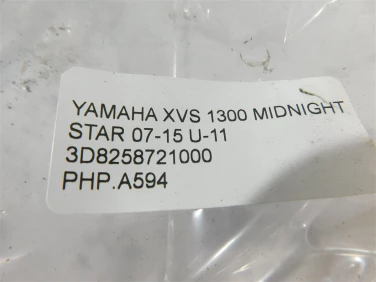 YAMAHA XVS 1300 MIDNIGHT
STAR 07-15 U-11
3D8258721000
PHP.A594